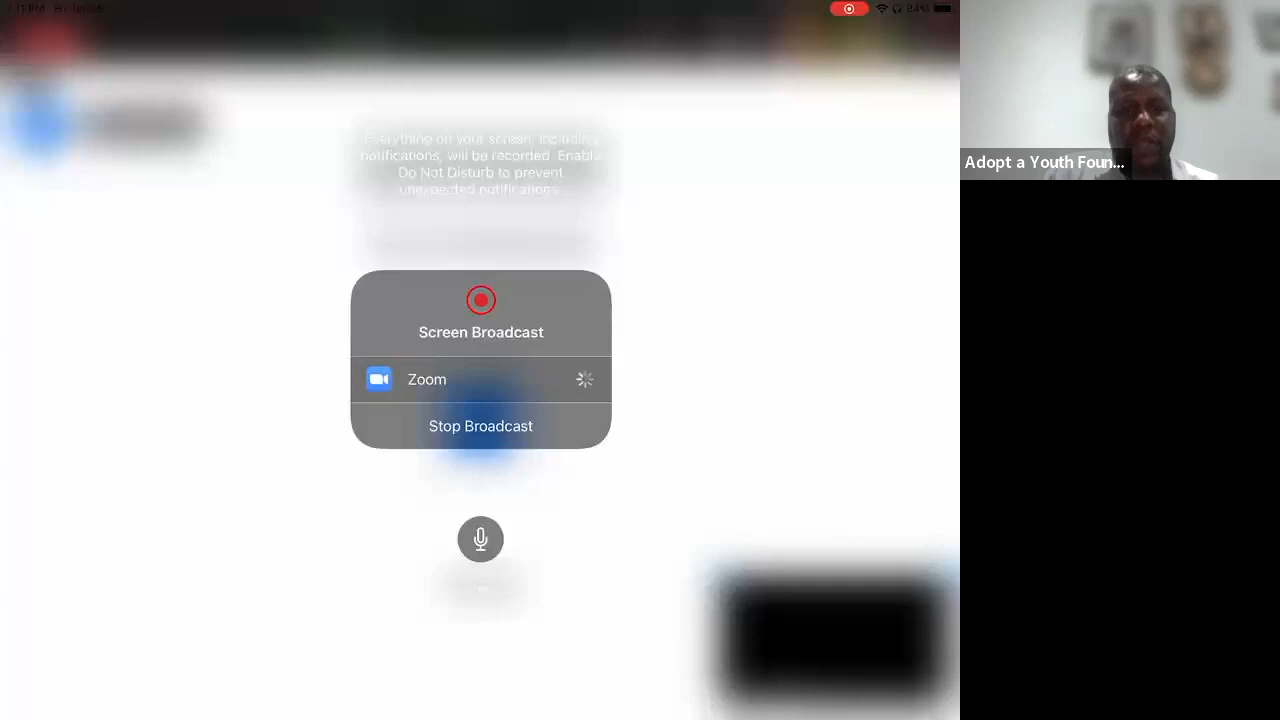 84%
Everything on your screen, including
notifications, will be recorded. Enable
Do Not Disturb to prevent
unexpected notifications.
Screen Broadcast
Zoom
Stop Broadcast
Adopt a Youth Foun...